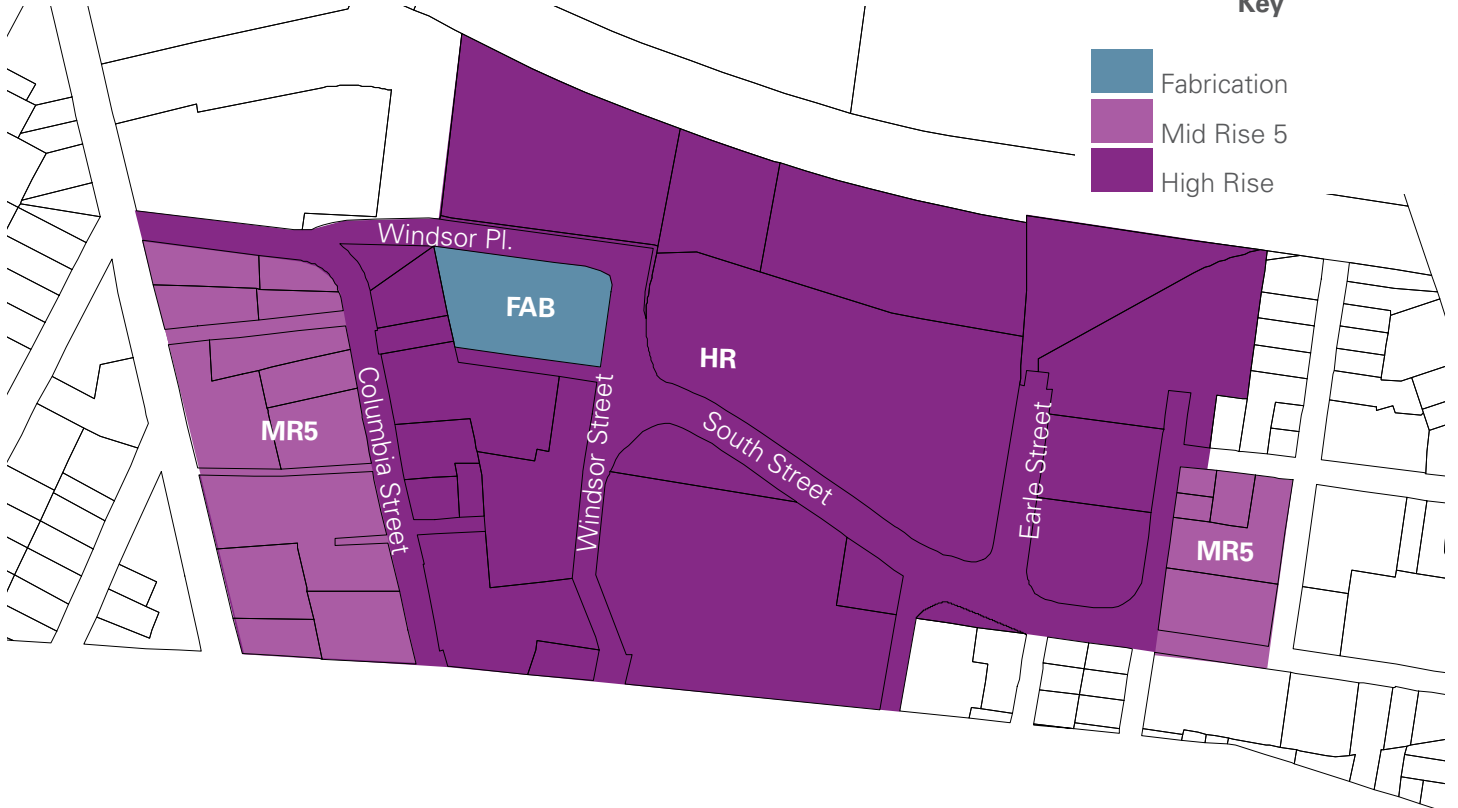 Key
Fabrication
Mid Rise 5
High Rise
Windsor Pl.
FAB
HR
MR5
Columbia Street
Windsor Street
South Street
Earle Street
MR5